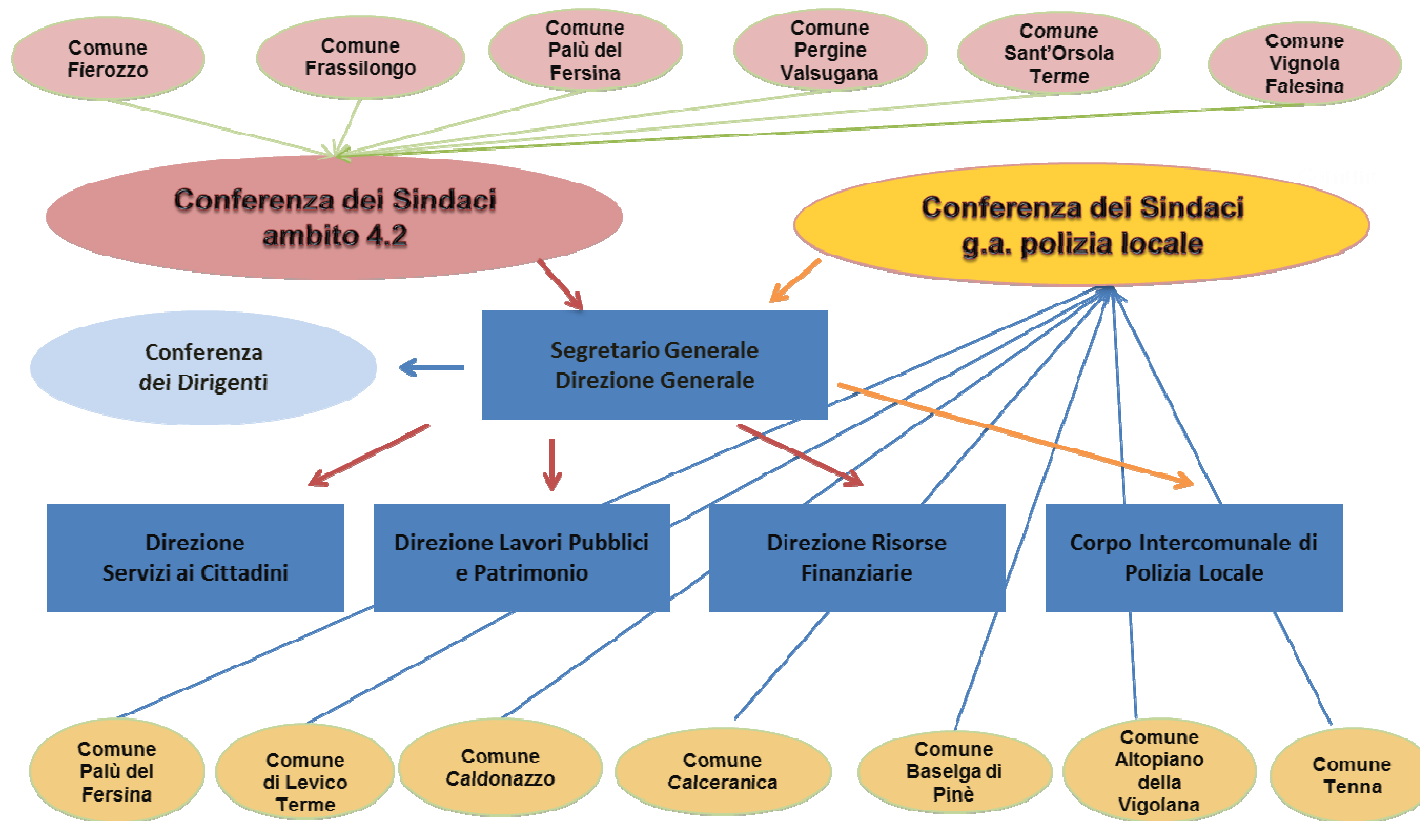 Comune
Fierozzo
Comune
Frassilongo
Comune
Palù del
Fersina
Comune
Pergine
Valsugana
Comune
Sant'Orsola
Terme
Comune
Vignola
Falesina
Conferenza dei Sindaci
ambito 4.2
Conferenza dei Sindaci
g.a. polizia locale
Conferenza
dei Dirigenti
Segretario Generale
Direzione Generale
Direzione
Servizi ai Cittadini
Direzione Lavori Pubblici
e Patrimonio
Direzione Risorse
Finanziarie
Corpo Intercomunale di
Polizia Locale
Comune
Palù del
Fersina
Comune
di Levico
Terme
Comune
Caldonazzo
Comune
Calceranica
Comune
Baselga di
Pinè
Comune
Altopiano
della
Vigolana
Comune
Tenna